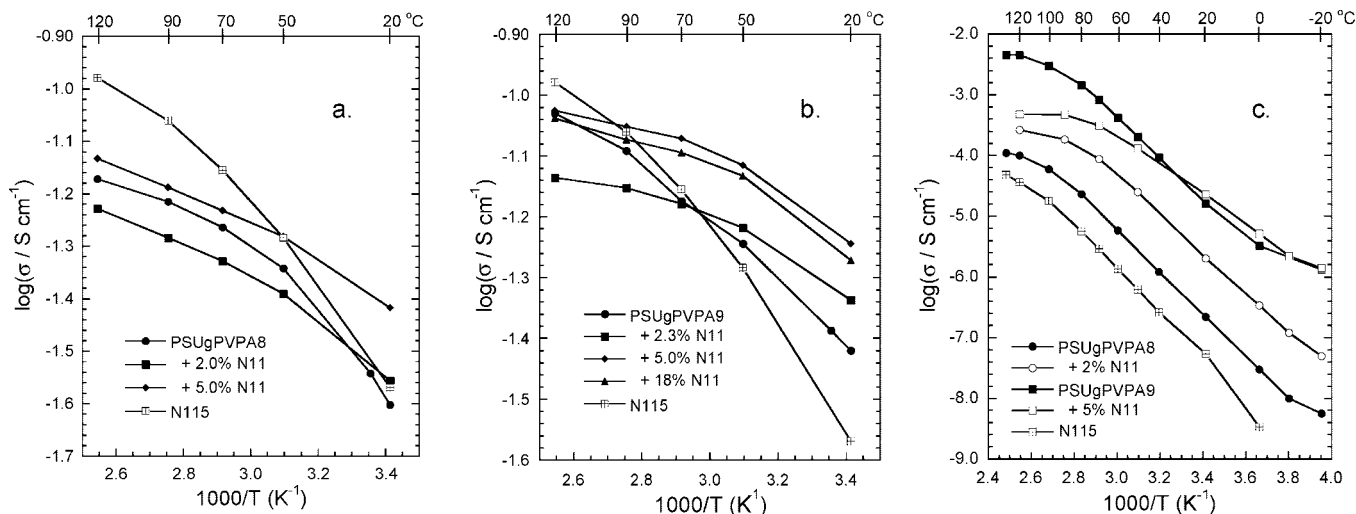 120 90 70 50 20 °C
-0.90
-1.0
-1.1
-1.2
-1.3
-1.4
-1.5
-1.6
-1.7
log(σ / S cm-1)
a.
PSUgPVPA8
+ 2.0% N11
+ 5.0% N11
N115
2.6 2.8 3.0 3.2 3.4
1000/T (K-1)
120 90 70 50 20 °C
-0.90
-1.0
-1.1
-1.2
-1.3
-1.4
-1.5
-1.6
log(σ / S cm-1)
b.
PSUgPVPA9
+ 2.3% N11
+ 5.0% N11
+ 18% N11
N115
2.6 2.8 3.0 3.2 3.4
1000/T (K-1)
120 100 80 60 40 20 0 -20 °C
-2.0
-3.0
-4.0
-5.0
-6.0
-7.0
-8.0
-9.0
log(σ / S cm-1)
c.
PSUgPVPA8
+ 2% N11
PSUgPVPA9
+ 5% N11
N115
2.4 2.6 2.8 3.0 3.2 3.4 3.6 3.8 4.0
1000/T (K-1)